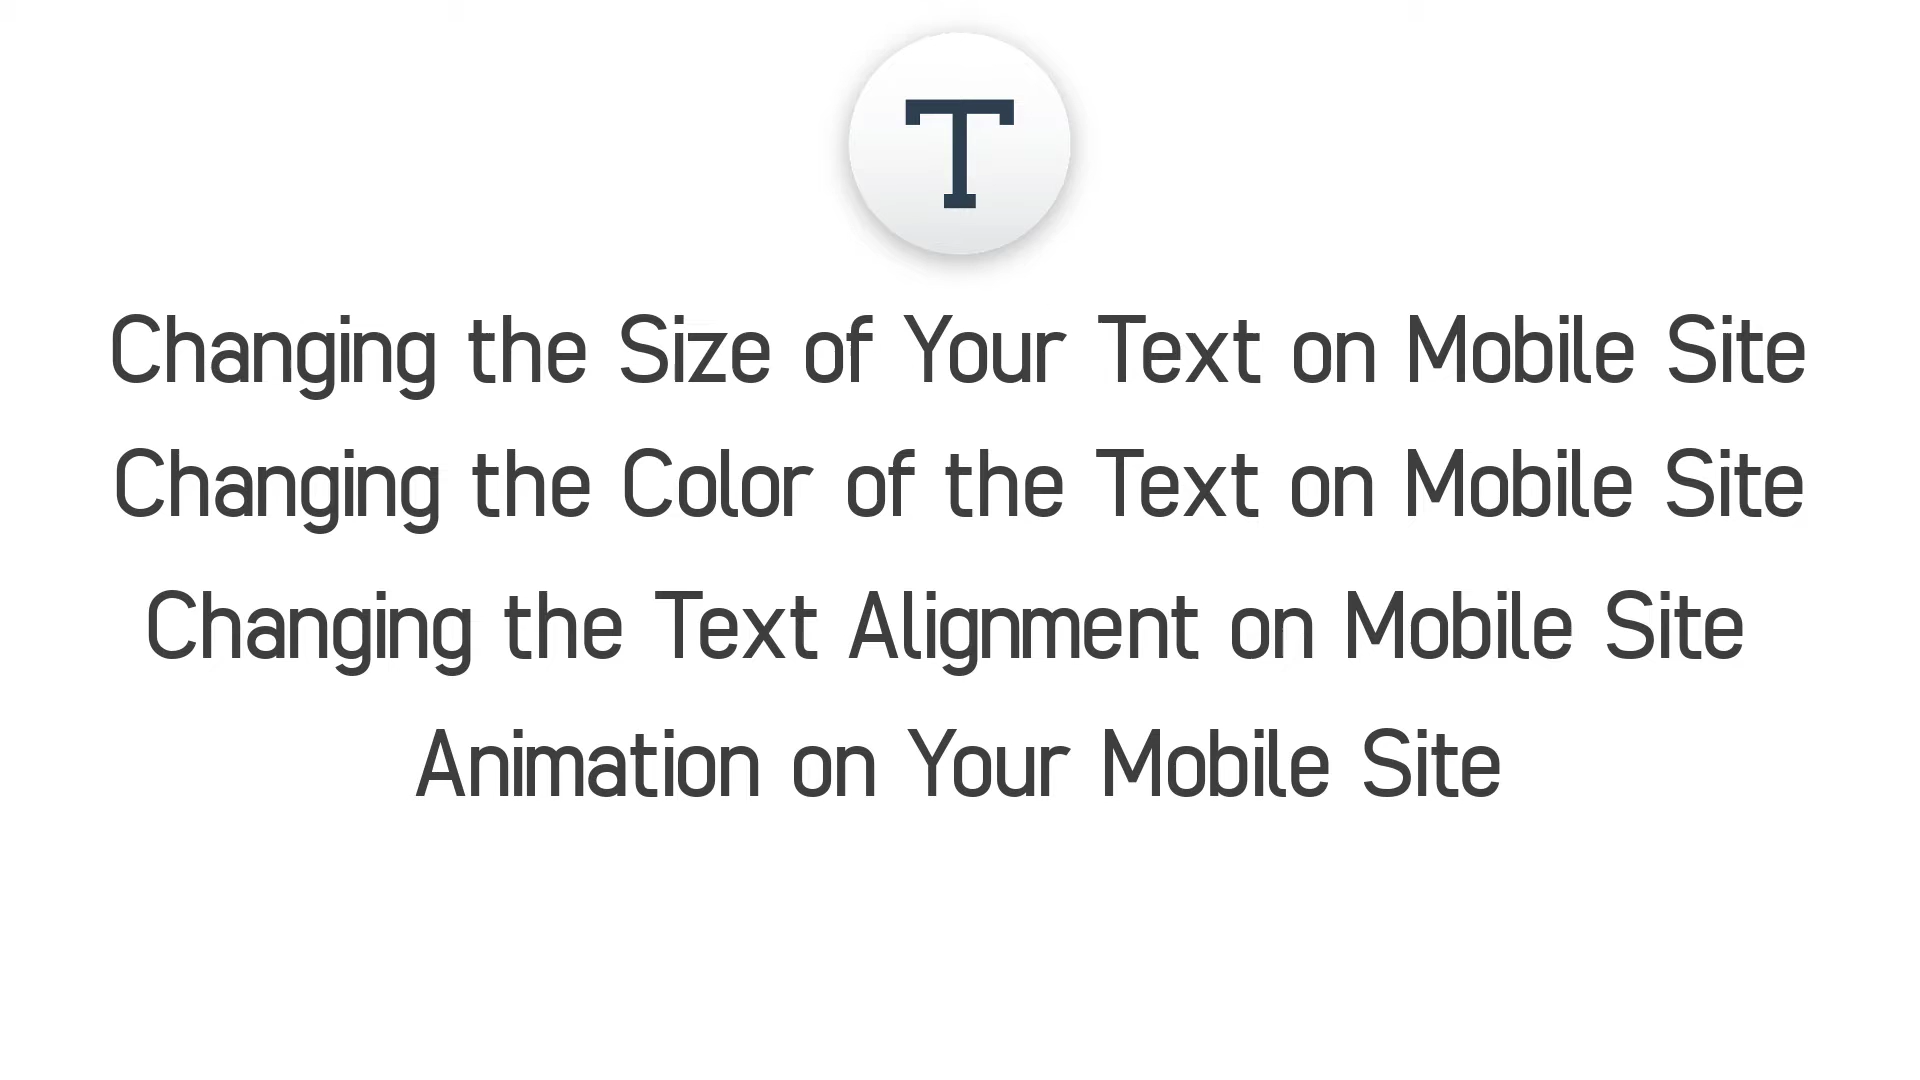 T
Changing the Size of Your Text on Mobile Site
Changing the Color of the Text on Mobile Site
Changing the Text Alignment on Mobile Site
Animation on Your Mobile Site